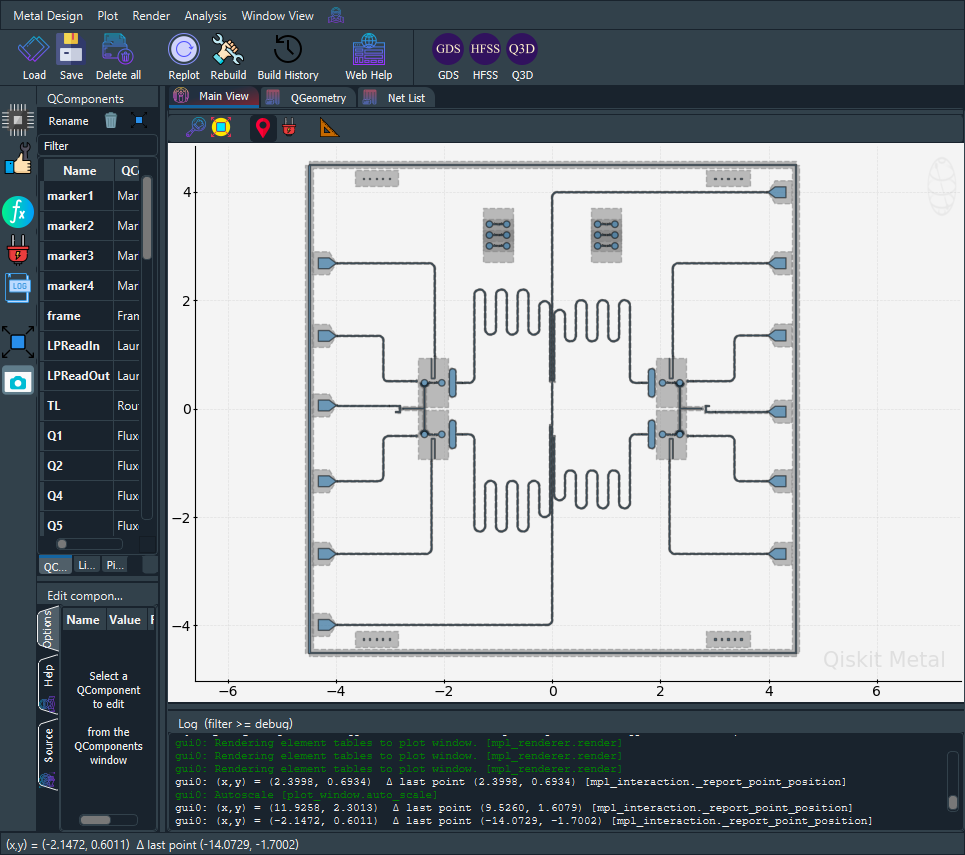 Metal Design Plot Render Analysis Window View
GDS HFSS Q3D
Load Save Delete all Replot Rebuild Build History Web Help GDS HFSS Q3D
QComponents
Main View QGeometry Net List
Rename
Filter
Name QC
marker1 Mar
marker2 Mar
marker3 Mar
marker4 Mar
frame Fran
LPReadIn Laur
LPReadOut Laur
TL Rou
Q1 Flux
Q2 Flux
Q4 Flux
Q5 Flux
fx
LOG
QC... Li... Pi...
Edit compon...
Options
Help
Source
Name Value F
Select a
QComponent
to edit
from the
QComponents
window
4
2
0
−2
−4
−6 −4 −2 0 2 4 6
Qiskit Metal
Log (filter >= debug)
gui0: Rendering element tables to plot window. [mpl_renderer.render]
gui0: Rendering element tables to plot window. [mpl_renderer.render]
gui0: Rendering element tables to plot window. [mpl_renderer.render]
gui0: (x,y) = (2.3998, 0.6934) Δ last point (2.3998, 0.6934) [mpl_interaction._report_point_position]
gui0: Autoscale [plot_window.auto_scale]
gui0: (x,y) = (11.9258, 2.3013) Δ last point (9.5260, 1.6079) [mpl_interaction._report_point_position]
gui0: (x,y) = (-2.1472, 0.6011) Δ last point (-14.0729, -1.7002) [mpl_interaction._report_point_position]
(x,y) = (-2.1472, 0.6011) Δ last point (-14.0729, -1.7002)